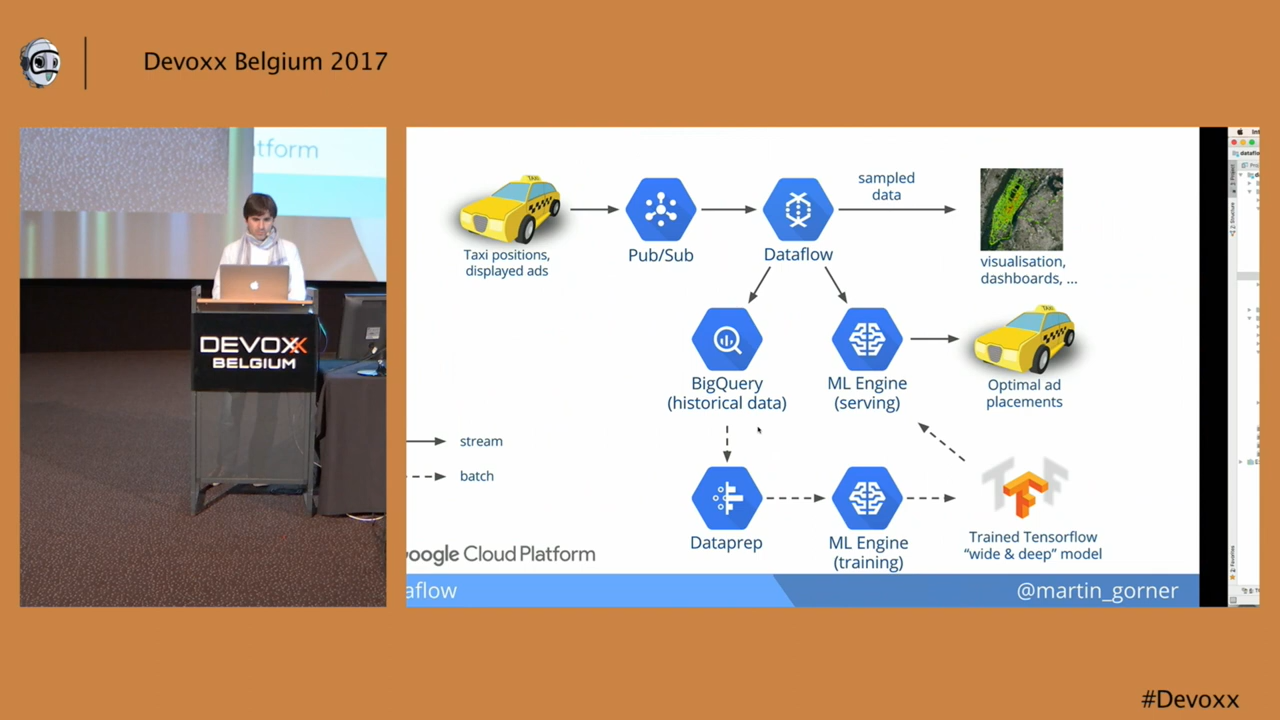 Devoxx Belgium 2017
tform
DEVOXX
BELGIUM
TAXI
Taxi positions,
displayed ads
Pub/Sub
Dataflow
sampled
data
visualisation,
dashboards, ...
BigQuery
(historical data)
ML Engine
(serving)
TAXI
Optimal ad
placements
stream
batch
Dataprep
ML Engine
(training)
Trained Tensorflow
“wide & deep” model
oogle Cloud Platform
aflow
@martin_gorner
#Devoxx